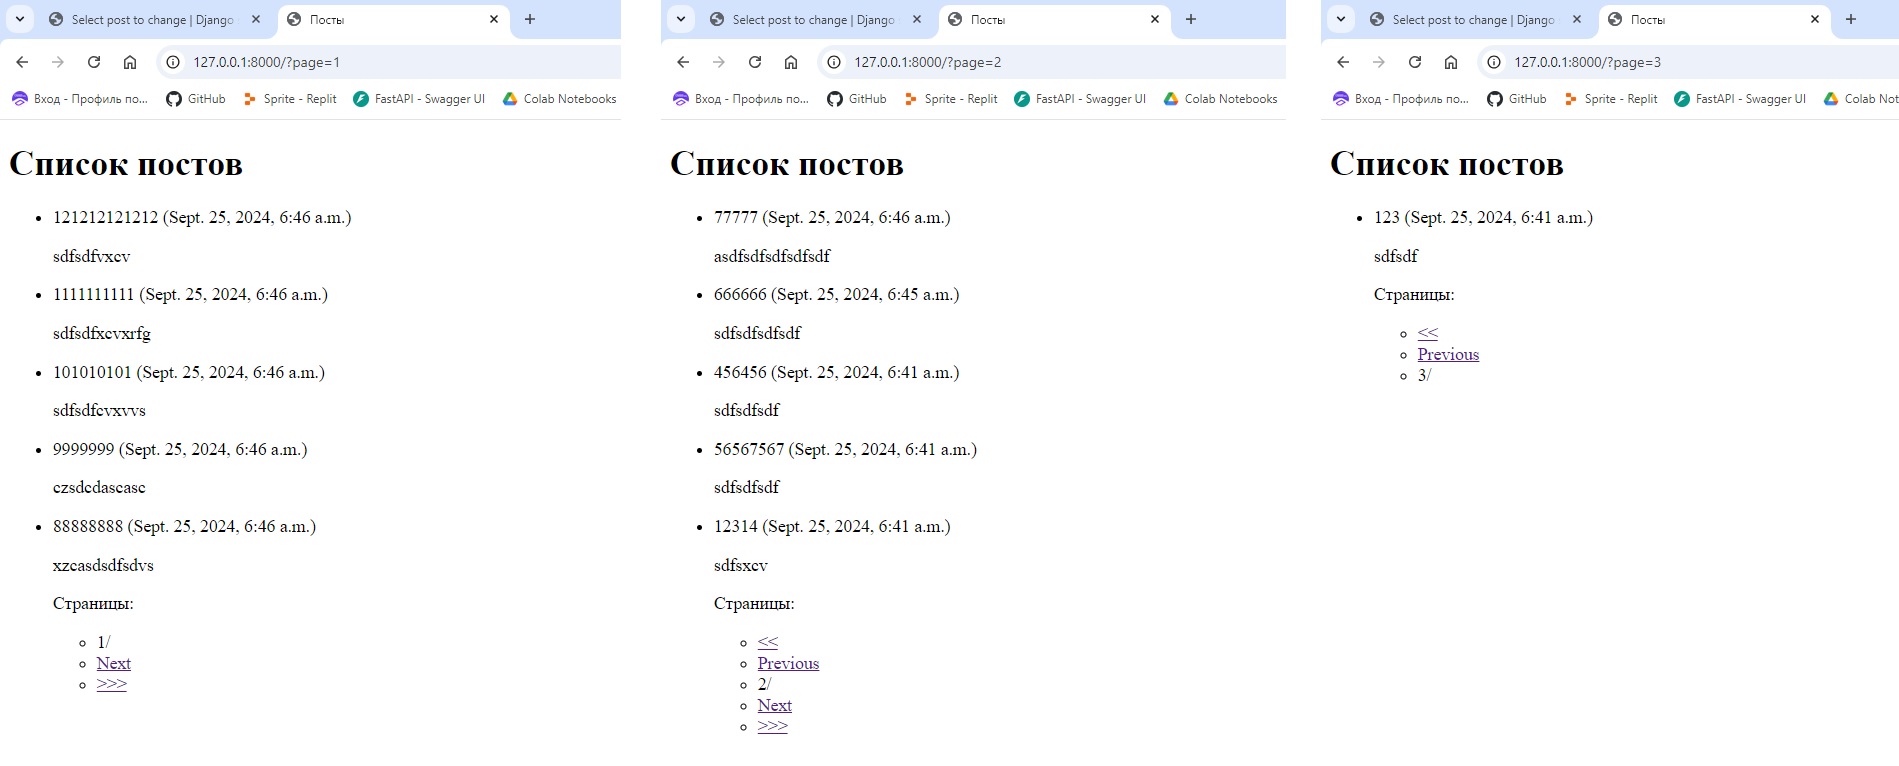 Select post to change | Django
Посты
127.0.0.1:8000/?page=1
Вход - Профиль по...
GitHub
Sprite - Replit
FastAPI - Swagger UI
Colab Notebooks
Список постов
121212121212 (Sept. 25, 2024, 6:46 a.m.)
sdfsdfvxcv
1111111111 (Sept. 25, 2024, 6:46 a.m.)
sdfsdfxcvxrfg
101010101 (Sept. 25, 2024, 6:46 a.m.)
sdfsdfcvxvvs
9999999 (Sept. 25, 2024, 6:46 a.m.)
czsdcdascasc
88888888 (Sept. 25, 2024, 6:46 a.m.)
xzcasdsdfsdvs
Страницы:
1/
Next
>>>
Select post to change | Django
Посты
127.0.0.1:8000/?page=2
Вход - Профиль по...
GitHub
Sprite - Replit
FastAPI - Swagger UI
Colab Notebooks
Список постов
77777 (Sept. 25, 2024, 6:46 a.m.)
asdfsdfsdfsdfsdf
666666 (Sept. 25, 2024, 6:45 a.m.)
sdfsdfsdfsdf
456456 (Sept. 25, 2024, 6:41 a.m.)
sdfsdfsdf
56567567 (Sept. 25, 2024, 6:41 a.m.)
sdfsdfsdf
12314 (Sept. 25, 2024, 6:41 a.m.)
sdfsxcv
Страницы:
<<
Previous
2/
Next
>>>
Select post to change | Django
Посты
127.0.0.1:8000/?page=3
Вход - Профиль по...
GitHub
Sprite - Replit
FastAPI - Swagger UI
Colab Not
Список постов
123 (Sept. 25, 2024, 6:41 a.m.)
sdfsdf
Страницы:
<<
Previous
3/